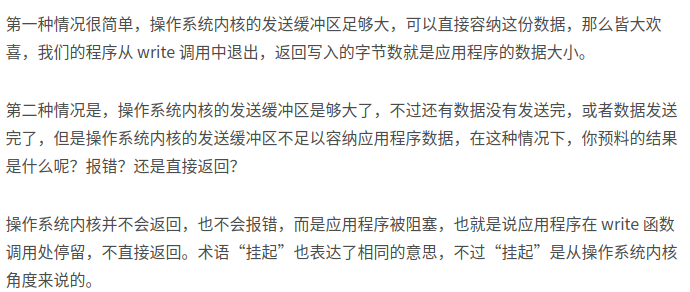 第一种情况很简单，操作系统内核的发送缓冲区足够大，可以直接容纳这份数据，那么皆大欢
喜，我们的程序从 write 调用中退出，返回写入的字节数就是应用程序的数据大小。
第二种情况是，操作系统内核的发送缓冲区是够大了，不过还有数据没有发送完，或者数据发送
完了，但是操作系统内核的发送缓冲区不足以容纳应用程序数据，在这种情况下，你预料的结果
是什么呢？报错？还是直接返回？
操作系统内核并不会返回，也不会报错，而是应用程序被阻塞，也就是说应用程序在 write 函数
调用处停留，不直接返回。术语“挂起”也表达了相同的意思，不过“挂起”是从操作系统内核
角度来说的。